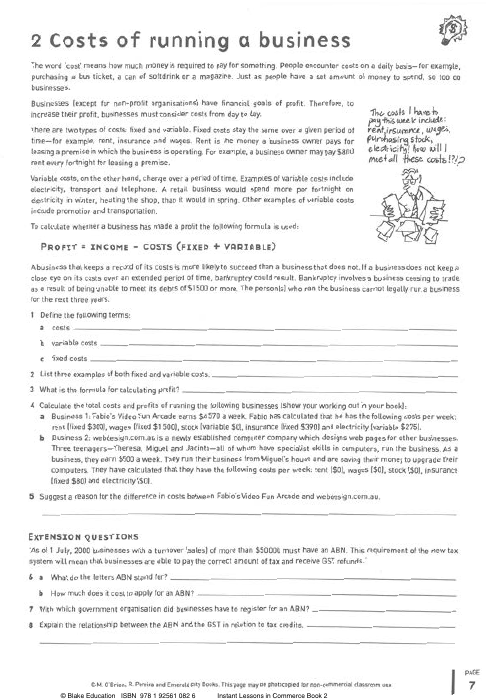 2 Costs of running a business
The word 'cost' means how much money is required to pay for something. People encounter costs on a daily basis—for example,
purchasing a bus ticket, a can of softdrink or a magazine. Just as people have a set amount of money to spend, so too do
businesses.
Businesses (except for non-profit organisations) have financial goals of profit. Therefore, to
increase their profit, businesses must consider costs from day to day.
There are two types of costs: fixed and variable. Fixed costs stay the same over a given period of
time—for example, rent, insurance and wages. Rent is the money a business owner pays for
leasing a premise in which the business is operating. For example, a business owner may pay $800
rent every fortnight for leasing a premise.
Variable costs, on the other hand, change over a period of time. Examples of variable costs include
electricity, transport and telephone. A retail business would spend more per fortnight on
electricity in winter, heating the shop, than it would in spring. Other examples of variable costs
include promotion and transportation.
To calculate whether a business has made a profit the following formula is used:
The costs I have to
pay this week include:
rent, insurance, wages,
purchasing stock,
electricity! how will I
meet all these costs!?!?
PROFIT = INCOME – COSTS (FIXED + VARIABLE)
A business that keeps a record of its costs is more likely to succeed than a business that does not. If a business does not keep a
close eye on its costs over an extended period of time, bankruptcy could result. Bankruptcy involves a business ceasing to trade
as a result of being unable to meet its debts of $1500 or more. The person(s) who ran the business cannot legally run a business
for the next three years.
1 Define the following terms:
a costs
b variable costs
c fixed costs
2 List three examples of both fixed and variable costs.
3 What is the formula for calculating profit?
4 Calculate the total costs and profits of running the following businesses (show your working out in your book):
a Business 1: Fabio's Video Fun Arcade earns $4570 per week. Fabio has calculated that he has the following costs per week:
rent (fixed $300), wages (fixed $1500), stock (variable $0), insurance (fixed $390) and electricity (variable $275).
b Business 2: webdesign.com.au is a newly established computer company which designs web pages for other businesses.
Three teenagers—Theresa, Miguel and Jacinta—all of whom have specialist skills in computers, run the business. As a
business, they earn $500 a week. They run their business from Miguel's house and are saving their money to upgrade their
computers. They have calculated that they have the following costs per week: rent ($0), wages ($0), stock ($0), insurance
(fixed $80) and electricity ($0).
5 Suggest a reason for the difference in costs between Fabio's Video Fun Arcade and webdesign.com.au.
EXTENSION QUESTIONS
'As of 1 July, 2000 businesses with a turnover (sales) of more than $50000 must have an ABN. This requirement of the new tax
system will mean that businesses are able to pay the correct amount of tax and receive GST refunds.'
6 a What do the letters ABN stand for?
b How much does it cost to apply for an ABN?
7 With which government organisation did businesses have to register for an ABN?
8 Explain the relationship between the ABN and the GST in relation to tax credits.
©M. O'Brien, R. Pereira and Emerald City Books. This page may be photocopied for non-commercial classroom use.
PAGE
7
© Blake Education ISBN 978 1 92561 082 6 Instant Lessons in Commerce Book 2